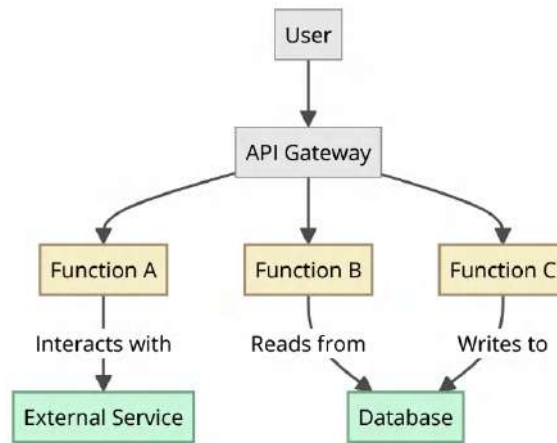 User
API Gateway
Function A
Function B
Function C
Interacts with
Reads from
Writes to
External Service
Database